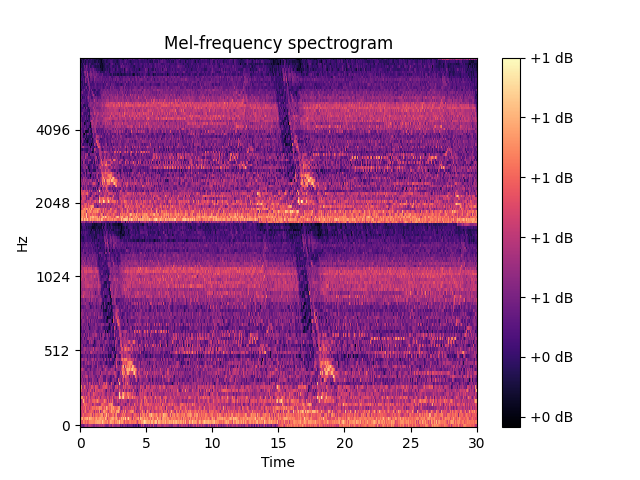 Mel-frequency spectrogram
Hz
4096
2048
1024
512
0
0 5 10 15 20 25 30
Time
+1 dB
+1 dB
+1 dB
+1 dB
+1 dB
+0 dB
+0 dB